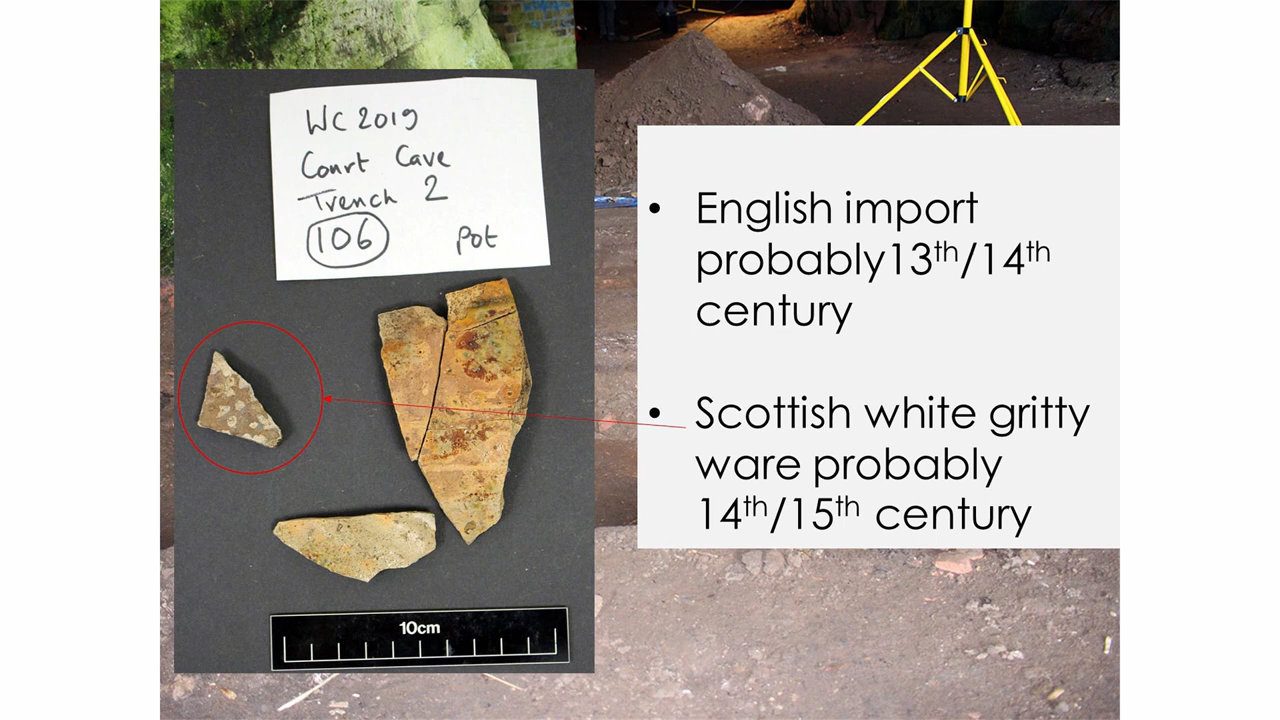 WC 2019
Court Cave
Trench 2
106 Pot
10cm
• English import
probably13th/14th
century
• Scottish white gritty
ware probably
14th/15th century